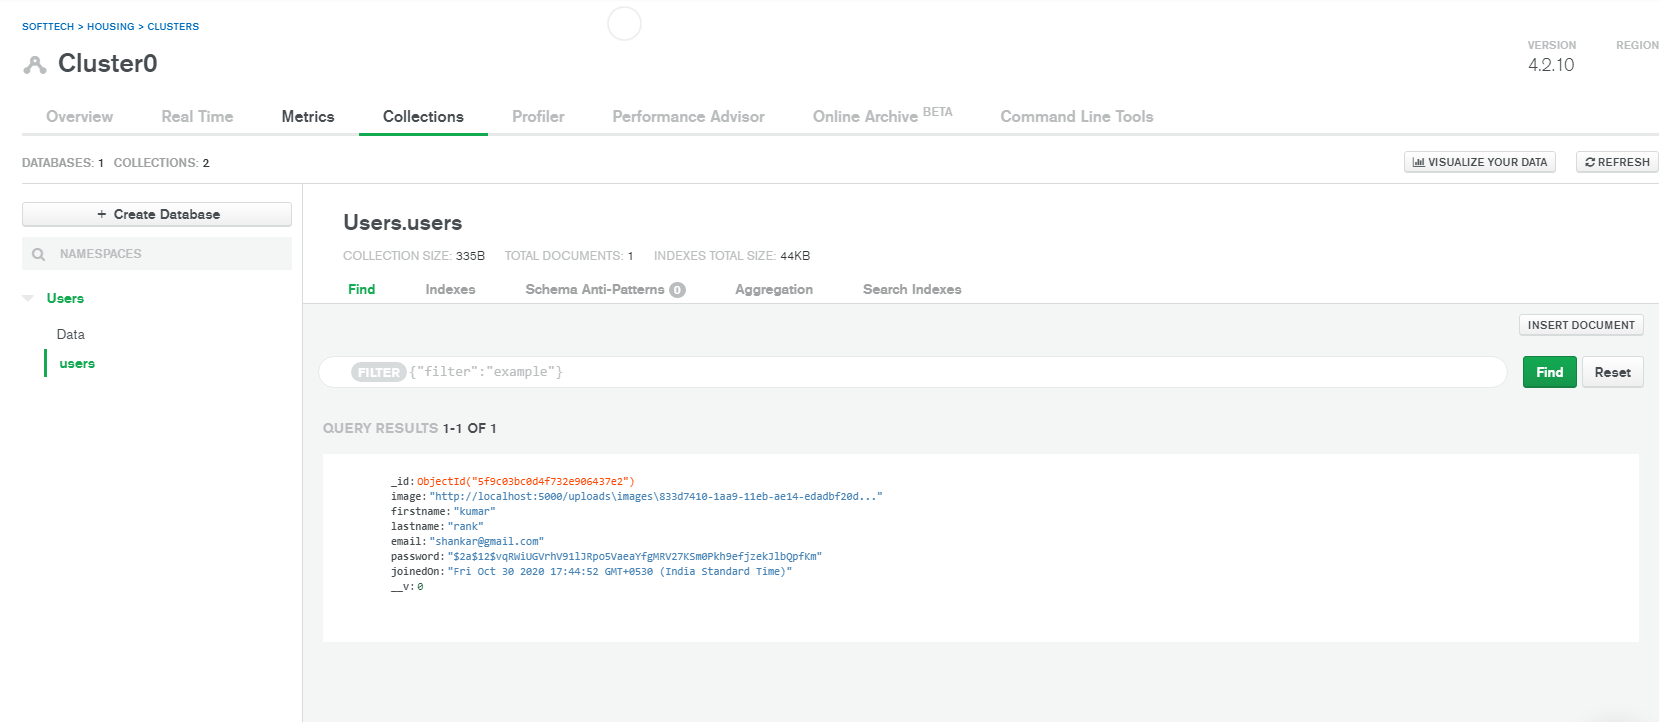 SOFTTECH > HOUSING > CLUSTERS
Cluster0
VERSION REGION
4.2.10
Overview Real Time Metrics Collections Profiler Performance Advisor Online Archive BETA Command Line Tools
DATABASES: 1 COLLECTIONS: 2 VISUALIZE YOUR DATA REFRESH
+ Create Database
NAMESPACES
Users
Data
users
Users.users
COLLECTION SIZE: 335B TOTAL DOCUMENTS: 1 INDEXES TOTAL SIZE: 44KB
Find Indexes Schema Anti-Patterns 0 Aggregation Search Indexes
INSERT DOCUMENT
FILTER {"filter":"example"} Find Reset
QUERY RESULTS 1-1 OF 1
_id: ObjectId("5f9c03bc0d4f732e906437e2")
image: "http://localhost:5000/uploads\images\833d7410-1aa9-11eb-ae14-edadbf20d..."
firstname: "kumar"
lastname: "rank"
email: "shankar@gmail.com"
password: "$2a$12$vqRWiUGVrhV91lJRpo5VaeaYfgMRV27KSm0Pkh9efjzekJlbQpfKm"
joinedOn: "Fri Oct 30 2020 17:44:52 GMT+0530 (India Standard Time)"
__v: 0